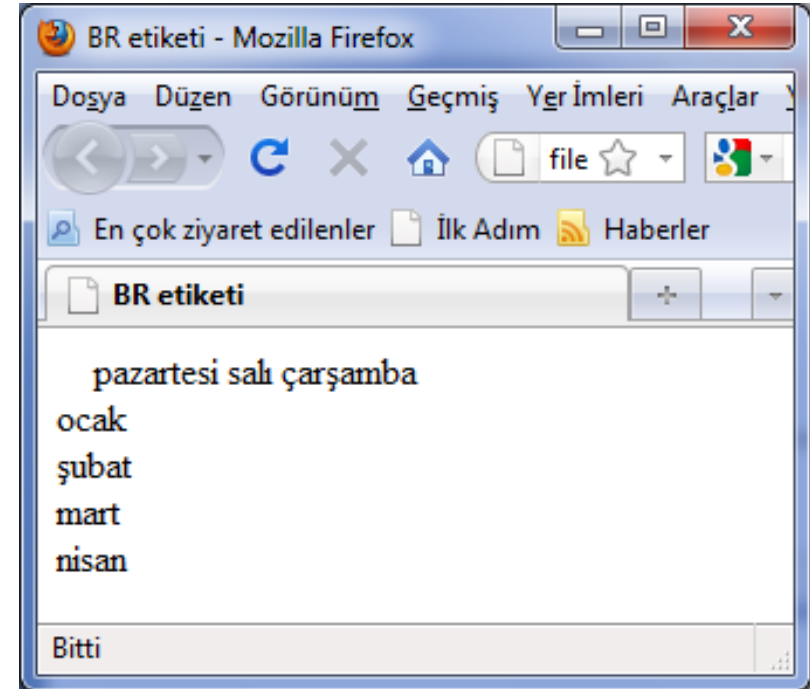 BR etiketi - Mozilla Firefox
Dosya Düzen Görünüm Geçmiş Yer İmleri Araçlar
file
En çok ziyaret edilenler İlk Adım Haberler
BR etiketi
pazartesi salı çarşamba
ocak
şubat
mart
nisan
Bitti